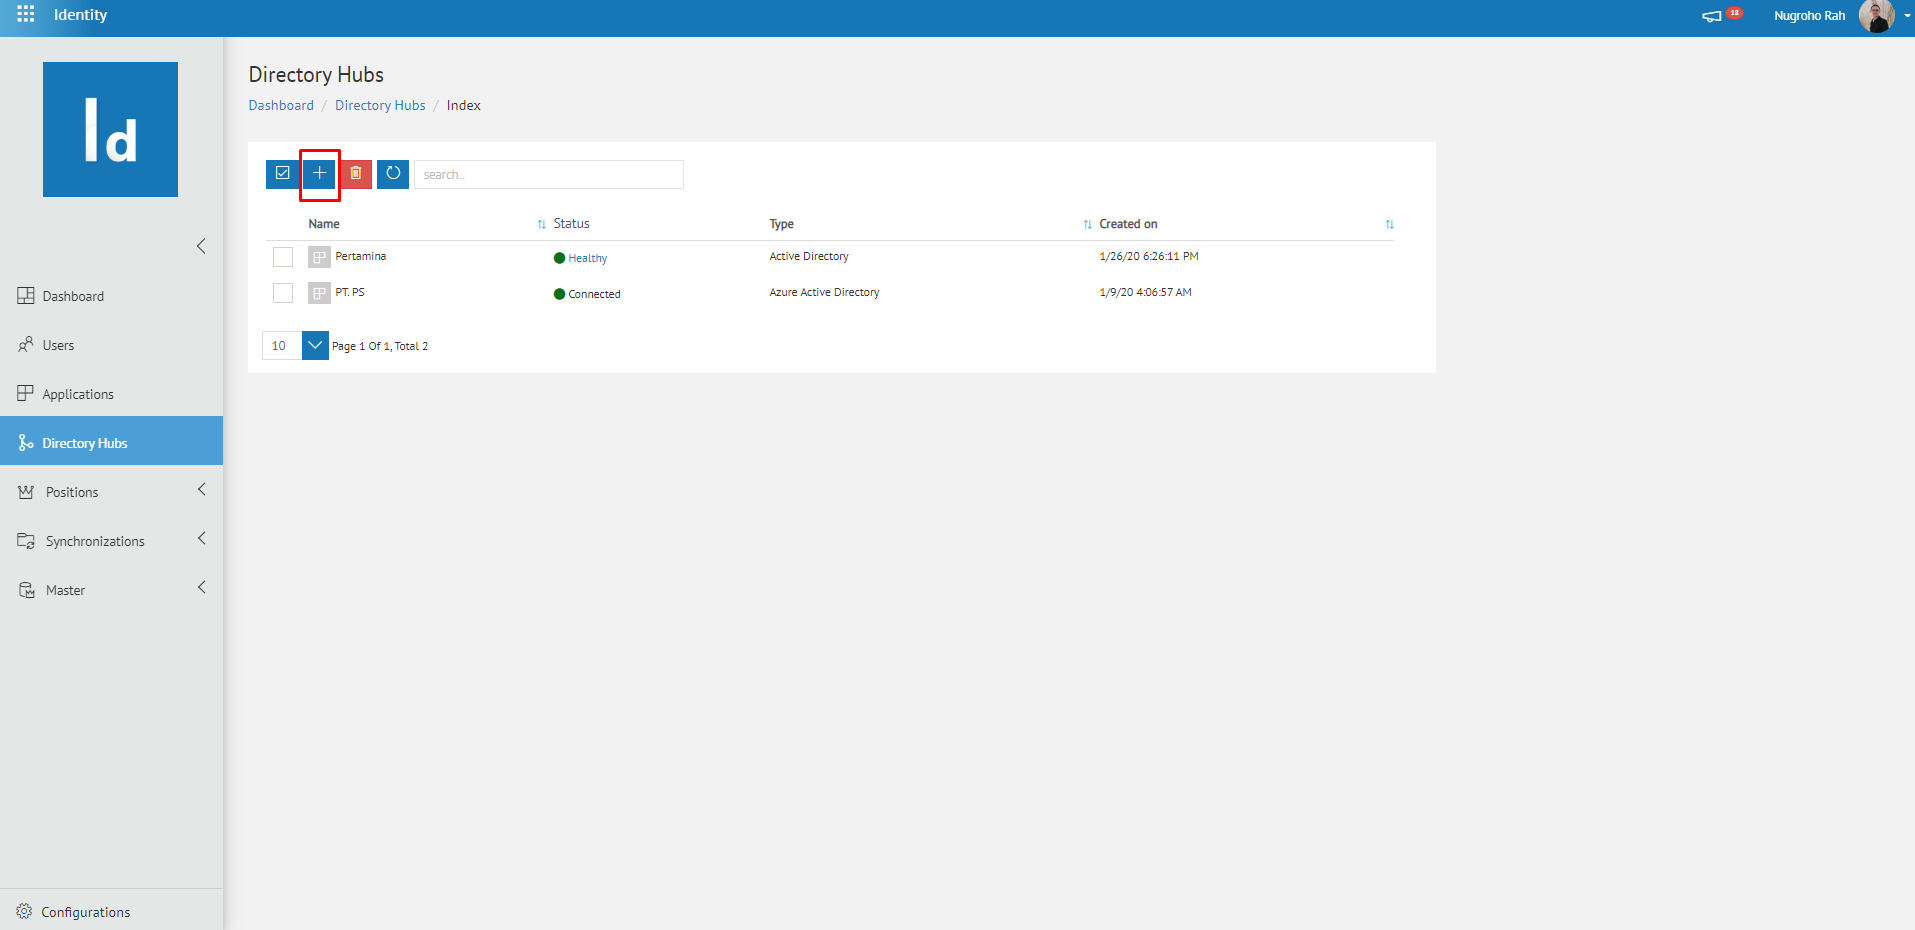 Identity
18
Nugroho Rah
Id
Dashboard
Users
Applications
Directory Hubs
Positions
Synchronizations
Master
Configurations
Directory Hubs
Dashboard / Directory Hubs / Index
search..
Name Status Type Created on
Pertamina Healthy Active Directory 1/26/20 6:26:11 PM
PT. PS Connected Azure Active Directory 1/9/20 4:06:57 AM
10 Page 1 Of 1, Total 2